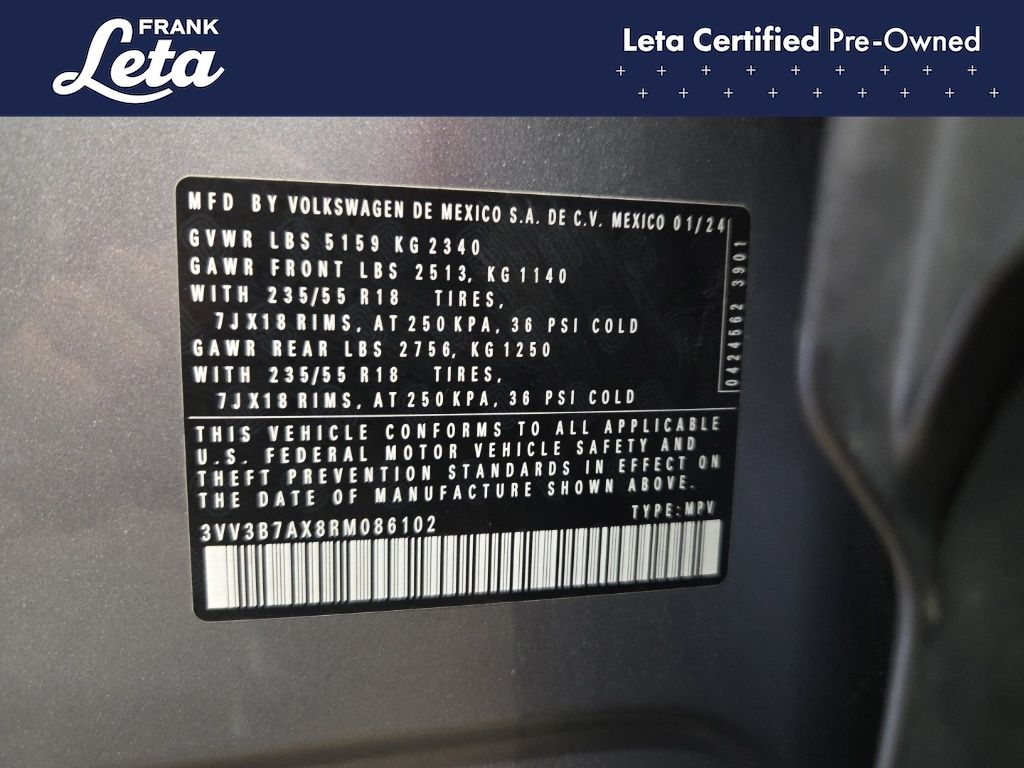 FRANK
Leta
Leta Certified Pre-Owned
MFD BY VOLKSWAGEN DE MEXICO S.A. DE C.V. MEXICO 01/24
GVWR LBS 5159 KG 2340
GAWR FRONT LBS 2513, KG 1140
WITH 235/55 R18 TIRES,
7JX18 RIMS, AT 250 KPA, 36 PSI COLD
GAWR REAR LBS 2756, KG 1250
WITH 235/55 R18 TIRES,
7JX18 RIMS, AT 250 KPA, 36 PSI COLD
0424562 3901
THIS VEHICLE CONFORMS TO ALL APPLICABLE
U.S. FEDERAL MOTOR VEHICLE SAFETY AND
THEFT PREVENTION STANDARDS IN EFFECT ON
THE DATE OF MANUFACTURE SHOWN ABOVE.
3VV3B7AX8RM086102 TYPE: MPV